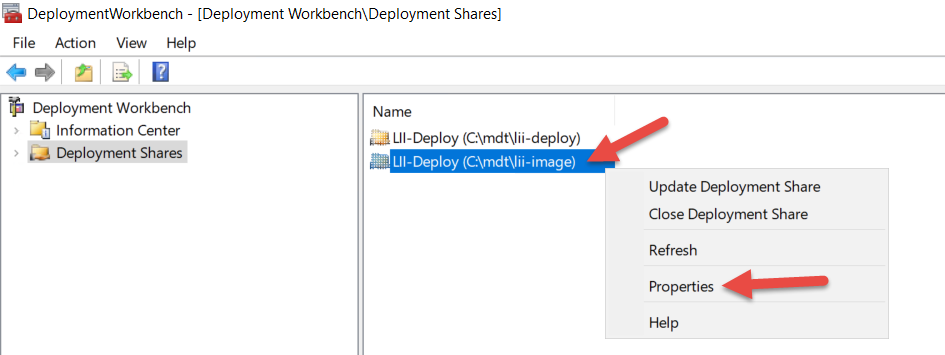 DeploymentWorkbench - [Deployment Workbench\Deployment Shares]
File Action View Help
Deployment Workbench
Information Center
Deployment Shares
Name
LII-Deploy (C:\mdt\lii-deploy)
LII-Deploy (C:\mdt\lii-image)
Update Deployment Share
Close Deployment Share
Refresh
Properties
Help